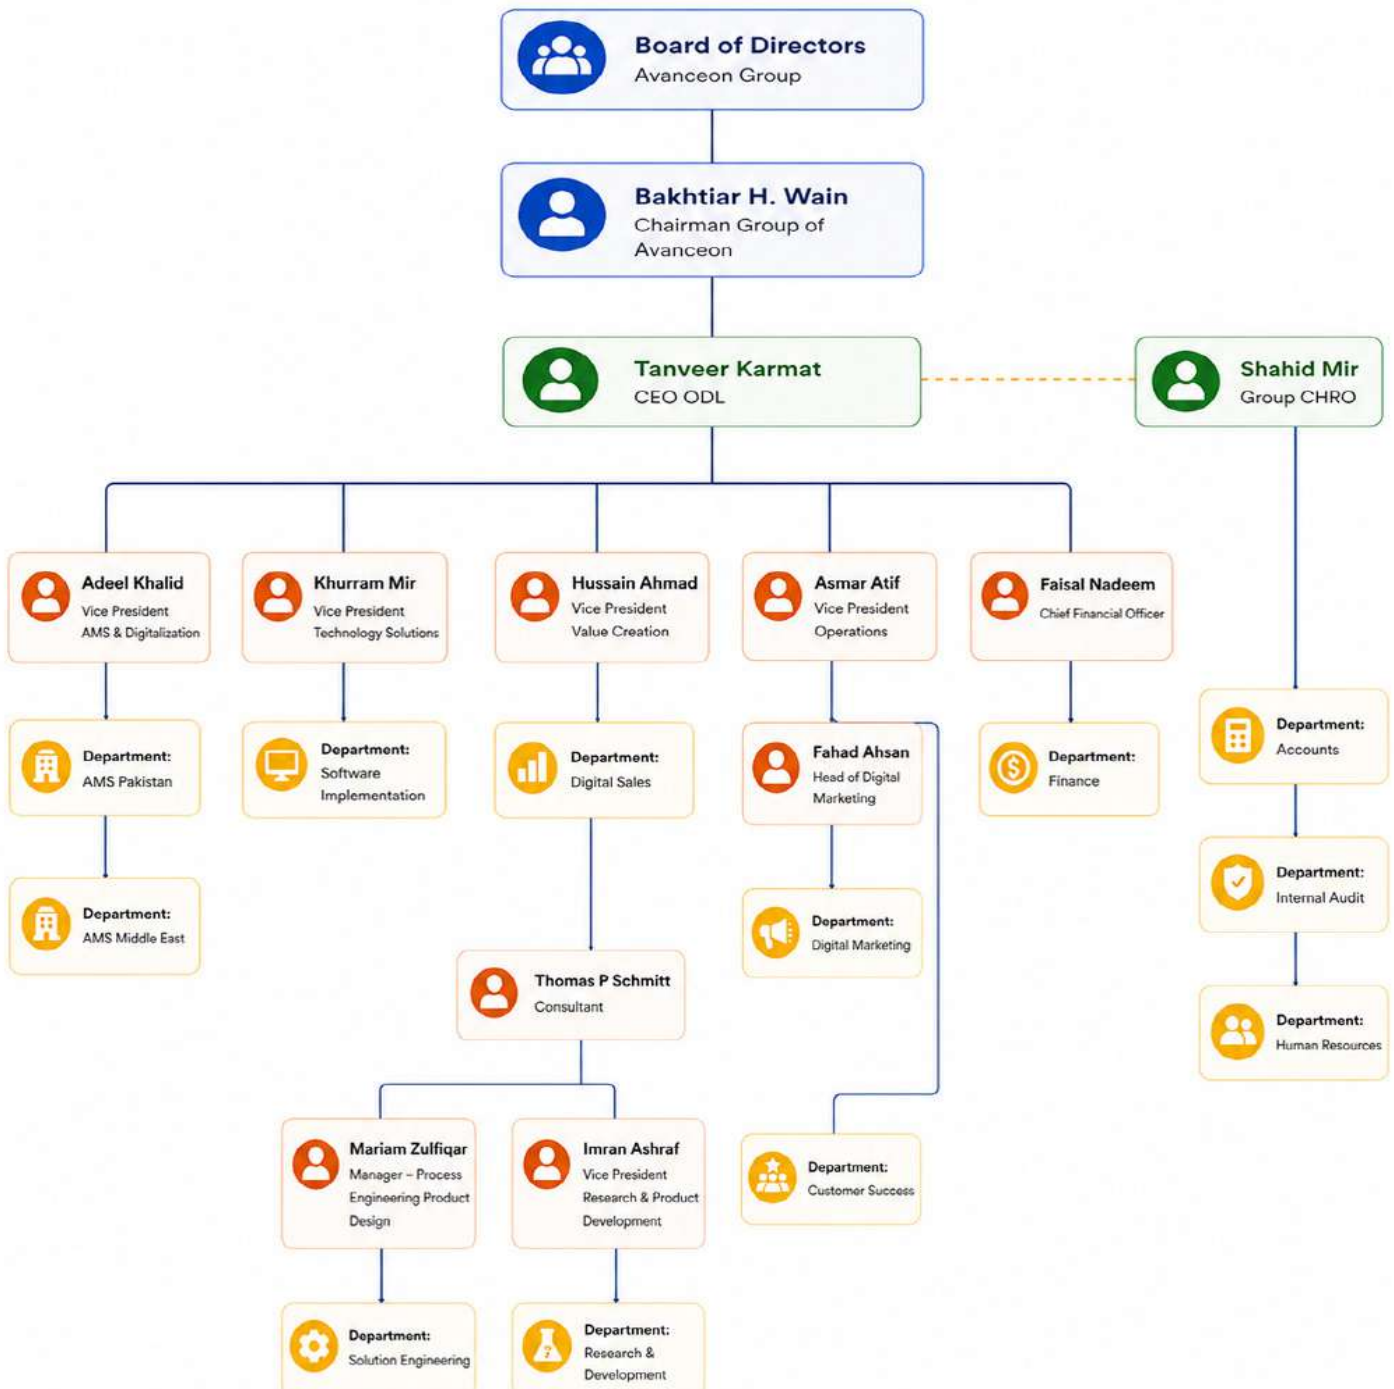 Board of Directors
Avanceon Group
Bakhtiar H. Wain
Chairman Group of
Avanceon
Tanveer Karmat
CEO ODL
Shahid Mir
Group CHRO
Adeel Khalid
Vice President
AMS & Digitalization
Khurram Mir
Vice President
Technology Solutions
Hussain Ahmad
Vice President
Value Creation
Asmar Atif
Vice President
Operations
Faisal Nadeem
Chief Financial Officer
Department:
AMS Pakistan
Department:
Software
Implementation
Department:
Digital Sales
Fahad Ahsan
Head of Digital
Marketing
Department:
Finance
Department:
Accounts
Department:
AMS Middle East
Department:
Digital Marketing
Department:
Internal Audit
Thomas P Schmitt
Consultant
Department:
Human Resources
Mariam Zulfiqar
Manager – Process
Engineering Product
Design
Imran Ashraf
Vice President
Research & Product
Development
Department:
Customer Success
Department:
Solution Engineering
Department:
Research &
Development